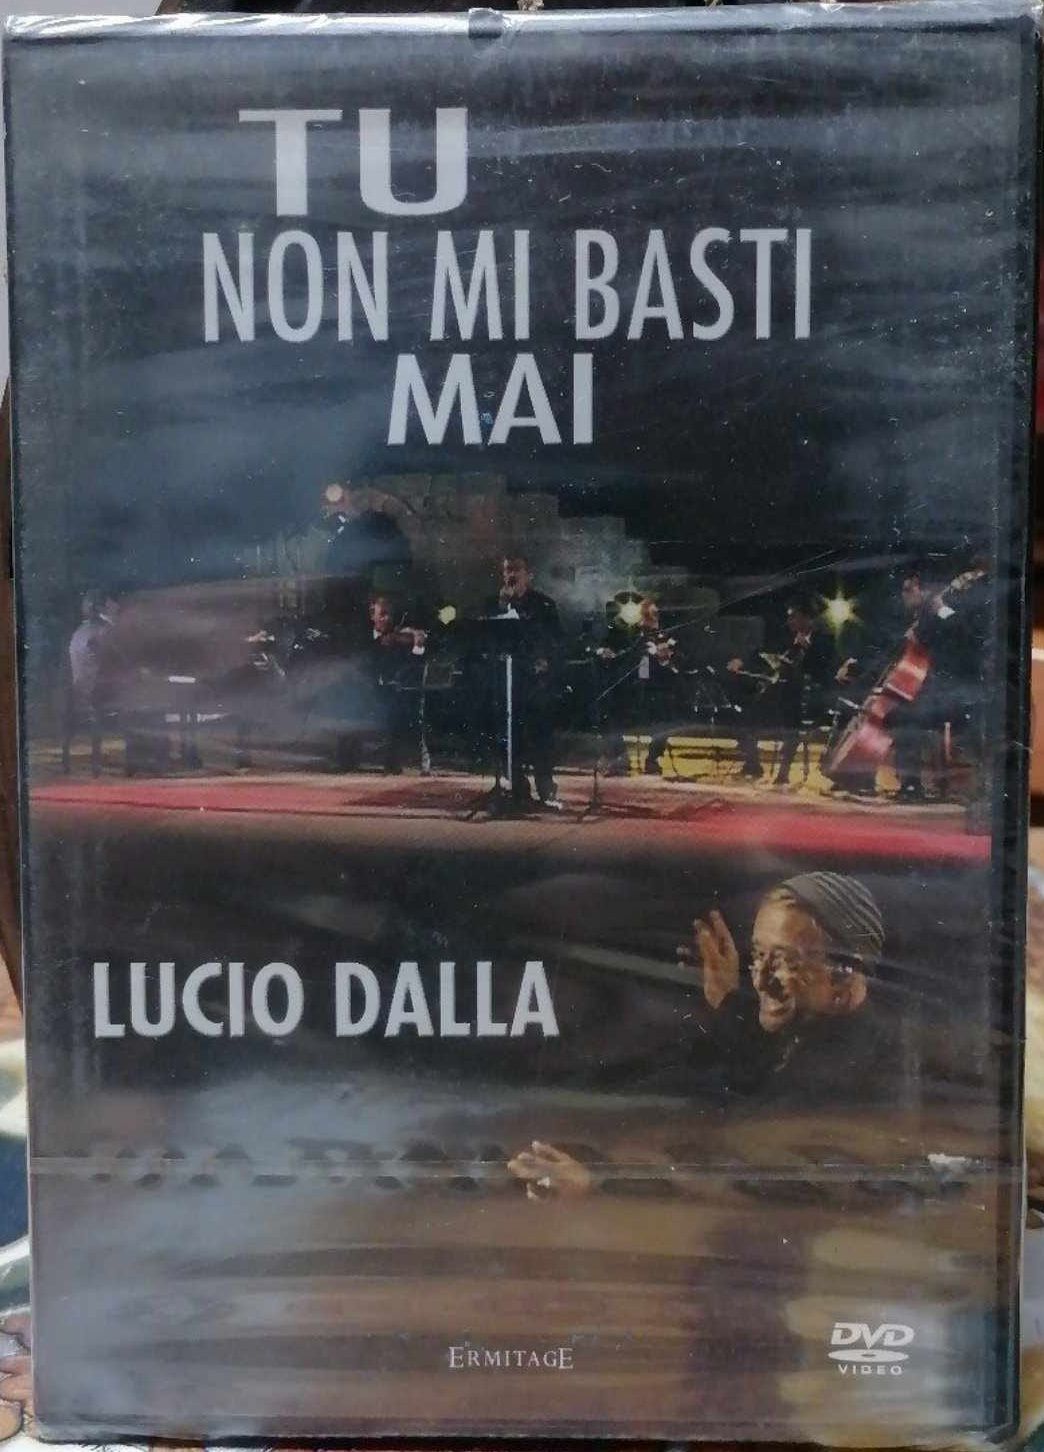 TU
NON MI BASTI
MAI
LUCIO DALLA
ERMITAGE
DVD
VIDEO